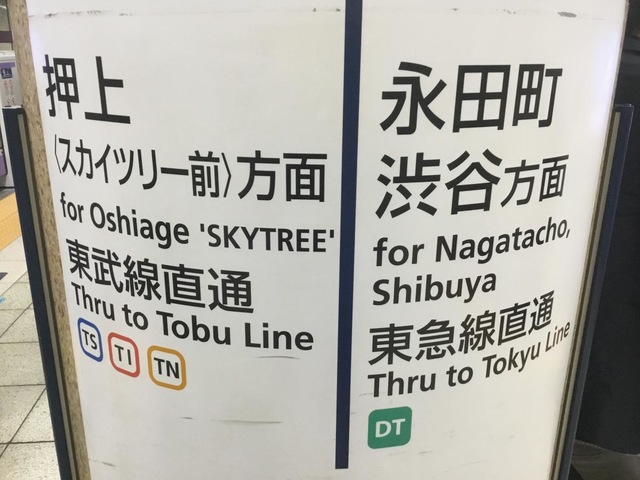 押上
〈スカイツリー前〉方面
for Oshiage 'SKYTREE'
東武線直通
Thru to Tobu Line
TS TI TN
永田町
渋谷方面
for Nagatacho,
Shibuya
東急線直通
Thru to Tokyu Line
DT